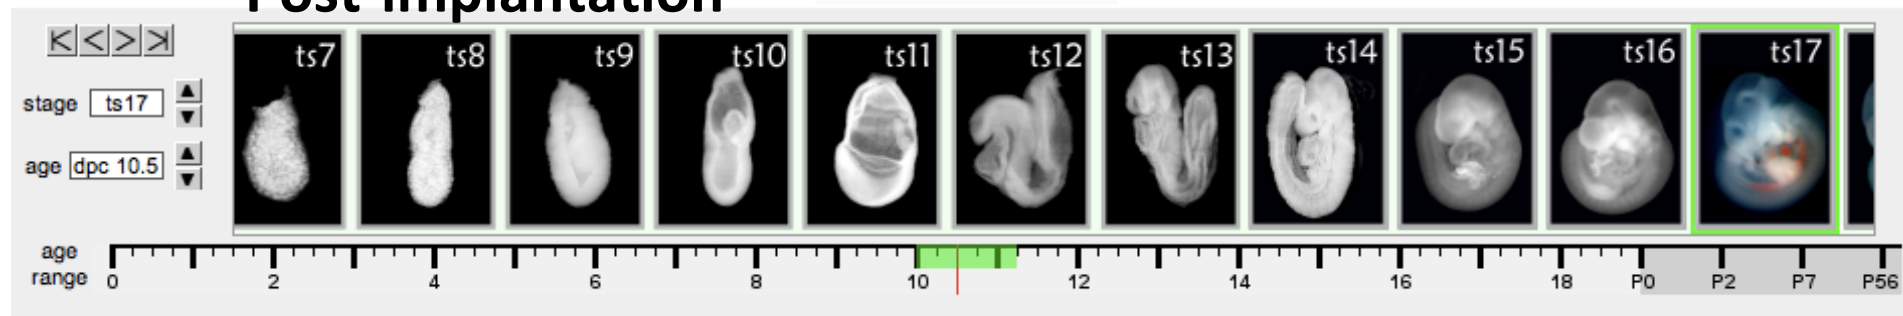 Post-implantation
ts7 ts8 ts9 ts10 ts11 ts12 ts13 ts14 ts15 ts16 ts17
stage ts17
age dpc 10.5
age
range 0 2 4 6 8 10 12 14 16 18 P0 P2 P7 P56